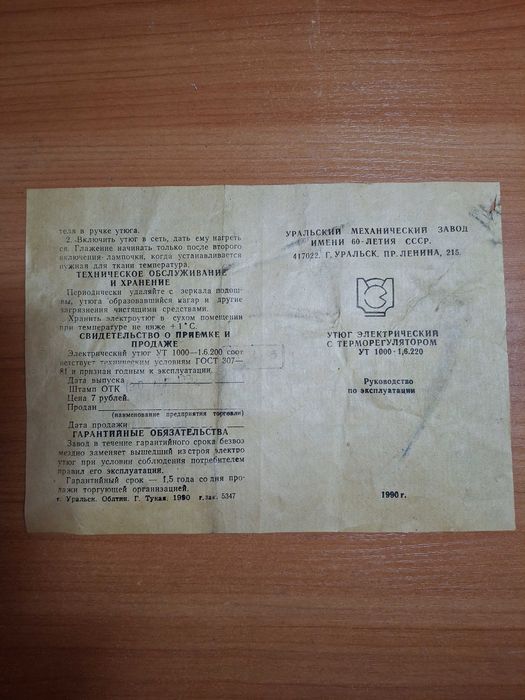 теля в ручке утюга.
2. Включить утюг в сеть, дать ему нагреть
ся. Глажение начинать только после второго
включения лампочки, когда устанавливается
нужная для ткани температура.
ТЕХНИЧЕСКОЕ ОБСЛУЖИВАНИЕ
И ХРАНЕНИЕ
Периодически удаляйте с зеркала подош-
вы, утюга образовавшийся нагар и другие
загрязнения чистящими средствами.
Хранить электроутюг в сухом помещении
при температуре не ниже +1°С.
СВИДЕТЕЛЬСТВО О ПРИЕМКЕ И
ПРОДАЖЕ
Электрический утюг УТ 1000—1,6.200 соот
ветствует техническим условиям ГОСТ 307—
81 и признан годным к эксплуатации.
Дата выпуска
Штамп ОТК
Цена 7 рублей.
Продан
(наименование предприятия торговли)
Дата продажи
ГАРАНТИЙНЫЕ ОБЯЗАТЕЛЬСТВА
Завод в течение гарантийного срока безвоз
мездно заменяет вышедший из строя электро
утюг при условии соблюдения потребителем
правил его эксплуатации.
Гарантийный срок — 1,5 года со дня про-
дажи торгующей организацией.
г. Уральск. Облтип. Г. Тукая. 1990 г. зак. 5347
УРАЛЬСКИЙ МЕХАНИЧЕСКИЙ ЗАВОД
ИМЕНИ 60-ЛЕТИЯ СССР.
417022. Г. УРАЛЬСК, ПР. ЛЕНИНА, 215.
УТЮГ ЭЛЕКТРИЧЕСКИЙ
С ТЕРМОРЕГУЛЯТОРОМ
УТ 1000-1,6.220
Руководство
по эксплуатации
1990 г.